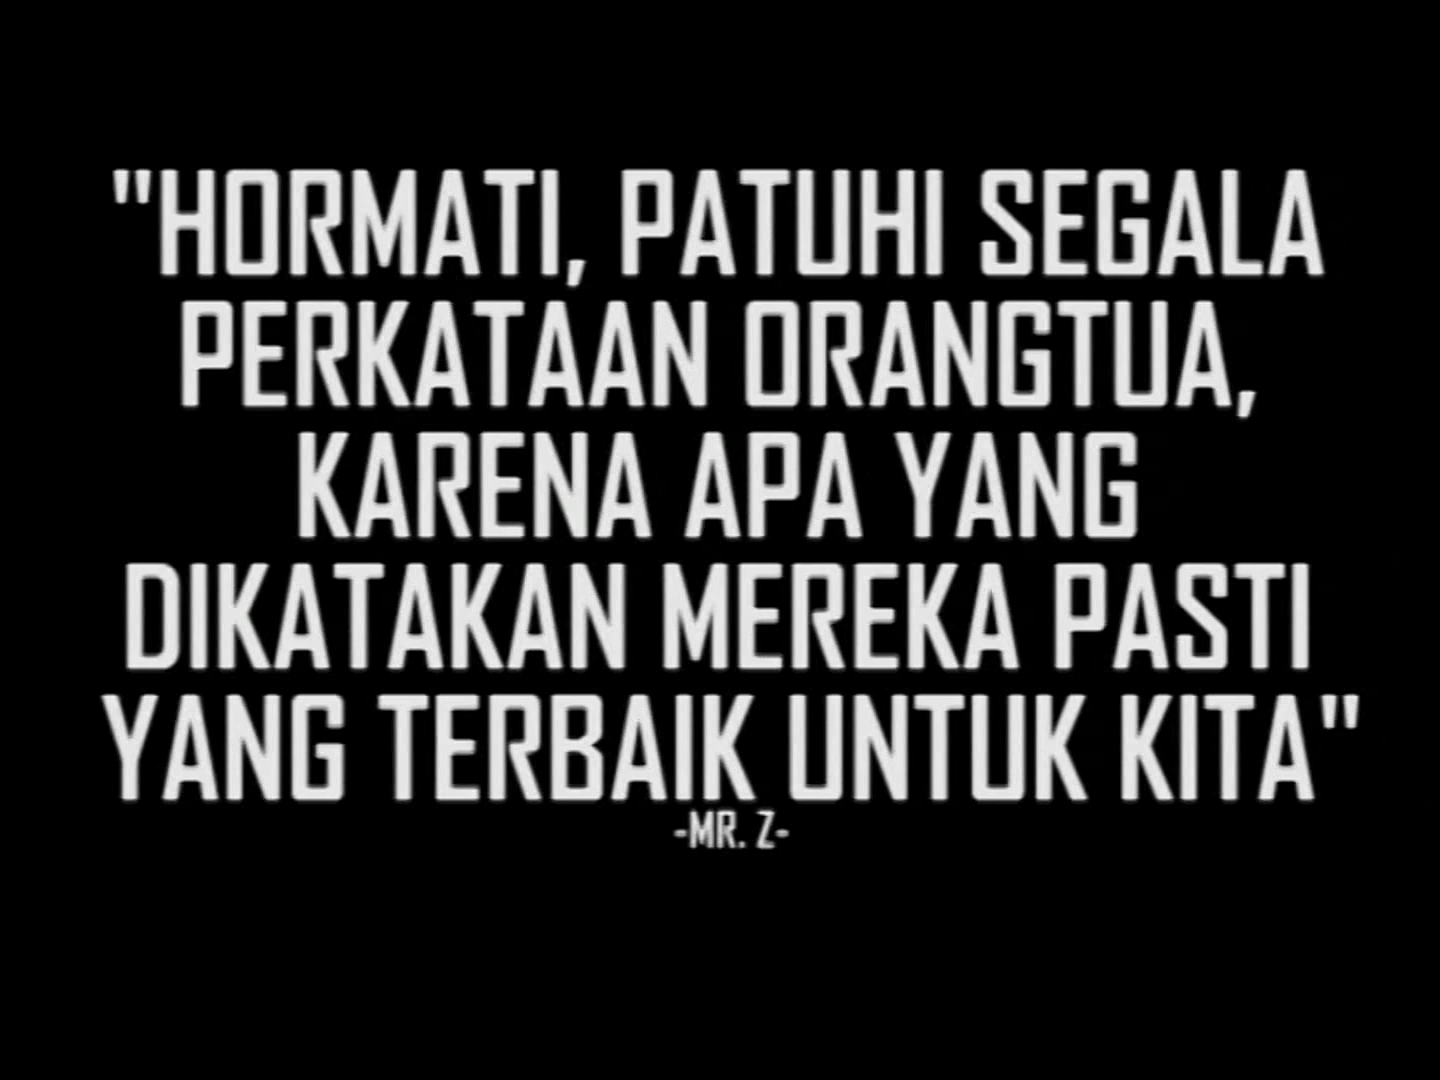 "HORMATI, PATUHI SEGALA
PERKATAAN ORANGTUA,
KARENA APA YANG
DIKATAKAN MEREKA PASTI
YANG TERBAIK UNTUK KITA"
-MR. Z-